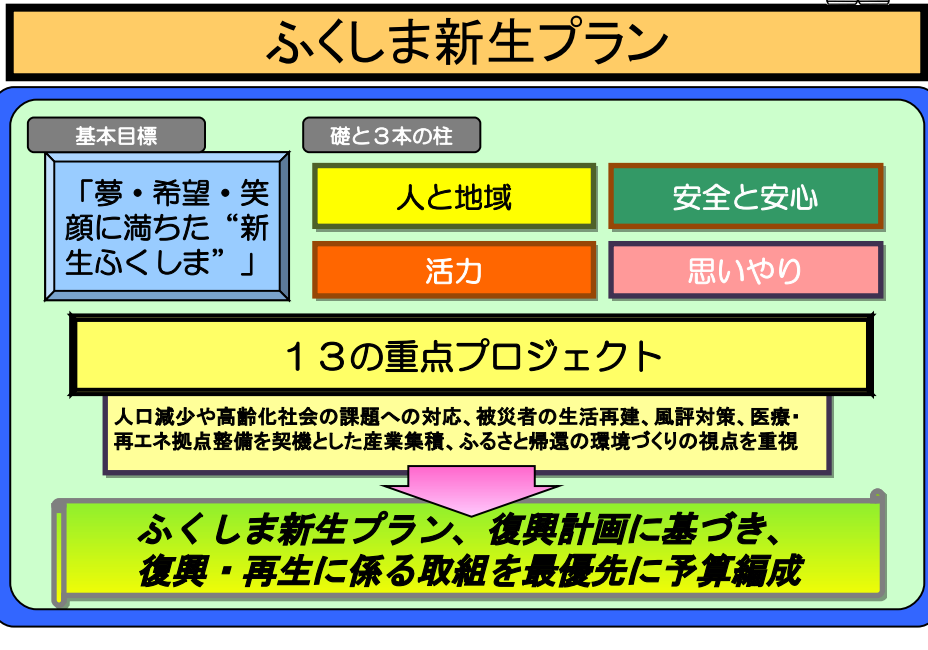 ふくしま新生プラン
基本目標
「夢・希望・笑
顔に満ちた“新
生ふくしま”」
礎と３本の柱
人と地域
安全と安心
活力
思いやり
１３の重点プロジェクト
人口減少や高齢化社会の課題への対応、被災者の生活再建、風評対策、医療・
再エネ拠点整備を契機とした産業集積、ふるさと帰還の環境づくりの視点を重視
ふくしま新生プラン、復興計画に基づき、
復興・再生に係る取組を最優先に予算編成